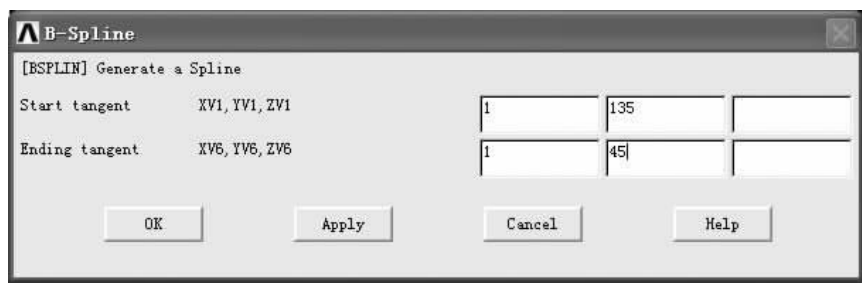 B-Spline
[BSPLIN] Generate a Spline
Start tangent XV1, YV1, ZV1 1 135
Ending tangent XV6, YV6, ZV6 1 45
OK Apply Cancel Help